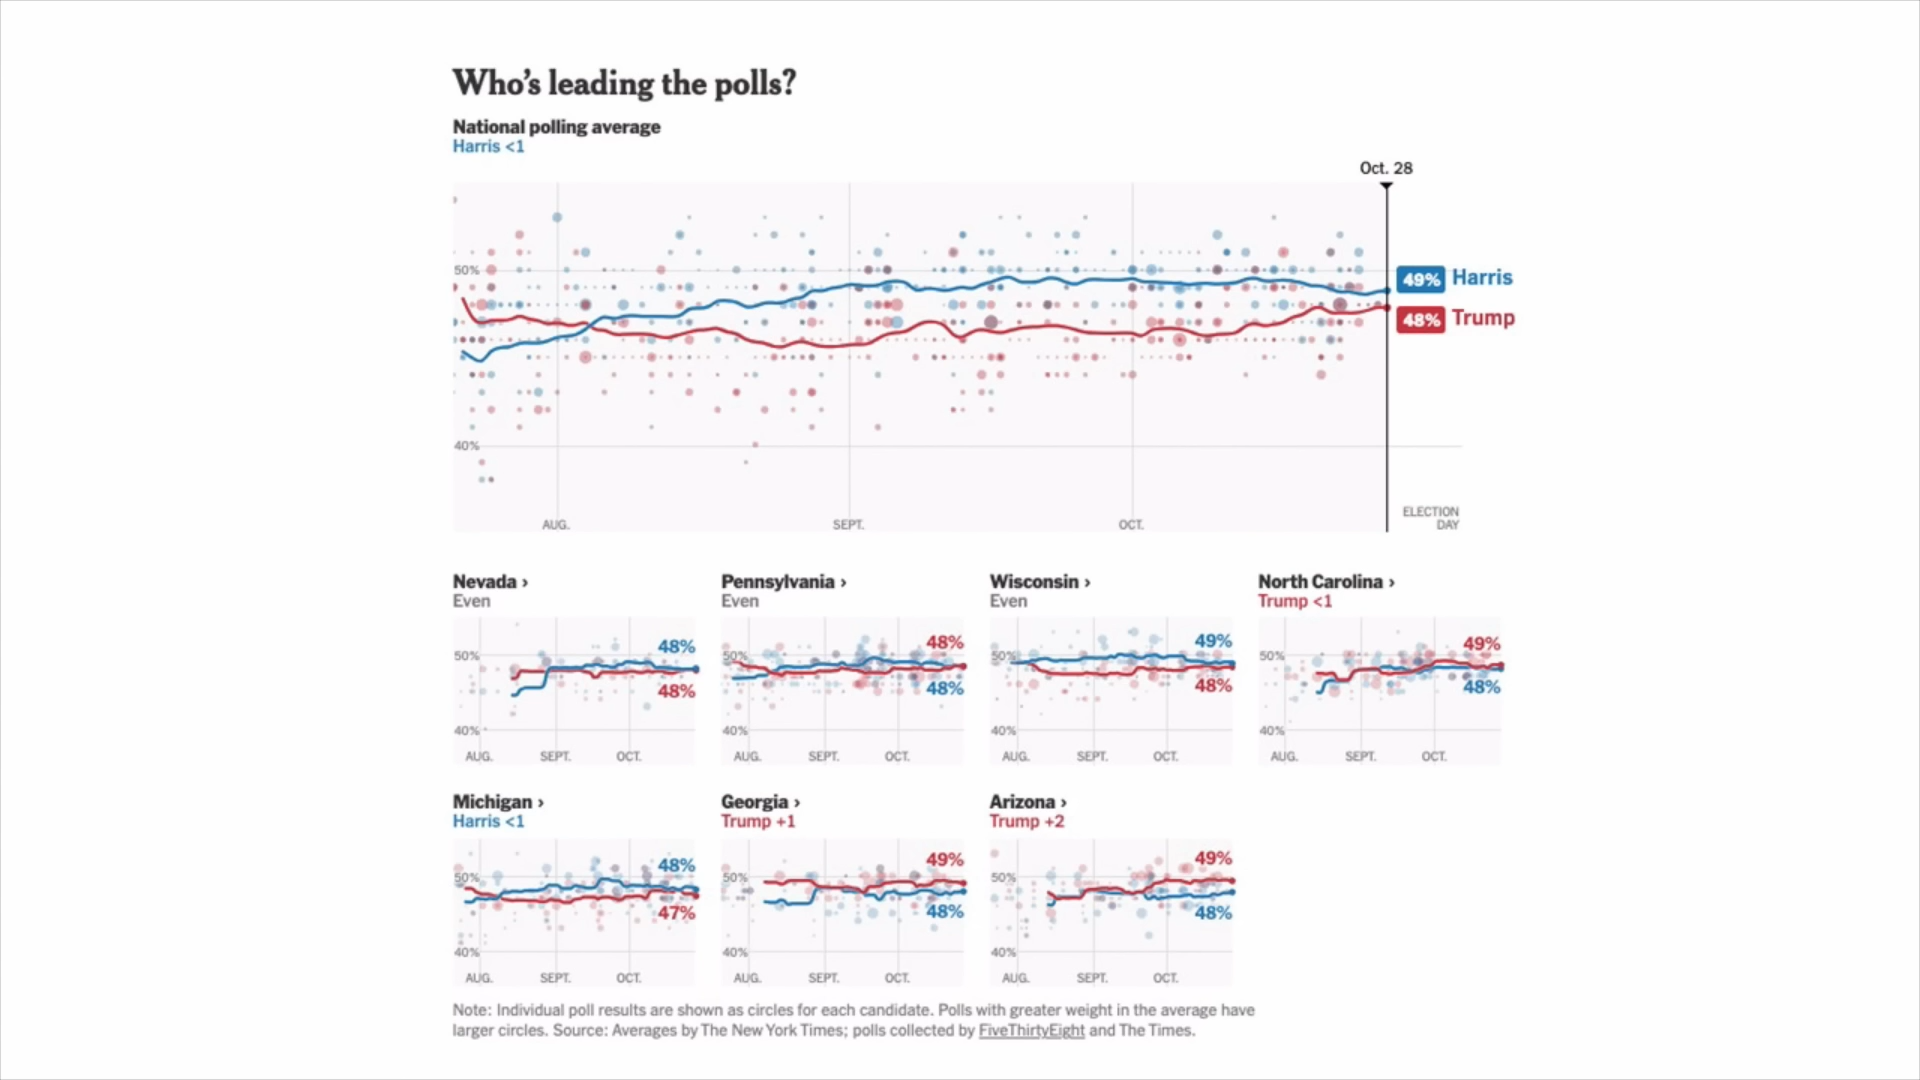 Who's leading the polls?
National polling average
Harris <1
Oct. 28
50%
49% Harris
48% Trump
40%
ELECTION
DAY
AUG. SEPT. OCT.
Nevada ›
Even
48%
50%
48%
40%
AUG. SEPT. OCT.
Pennsylvania ›
Even
48%
50%
48%
40%
AUG. SEPT. OCT.
Wisconsin ›
Even
49%
50%
48%
40%
AUG. SEPT. OCT.
North Carolina ›
Trump <1
49%
50%
48%
40%
AUG. SEPT. OCT.
Michigan ›
Harris <1
48%
50%
47%
40%
AUG. SEPT. OCT.
Georgia ›
Trump +1
49%
50%
48%
40%
AUG. SEPT. OCT.
Arizona ›
Trump +2
49%
50%
48%
40%
AUG. SEPT. OCT.
Note: Individual poll results are shown as circles for each candidate. Polls with greater weight in the average have
larger circles. Source: Averages by The New York Times; polls collected by FiveThirtyEight and The Times.